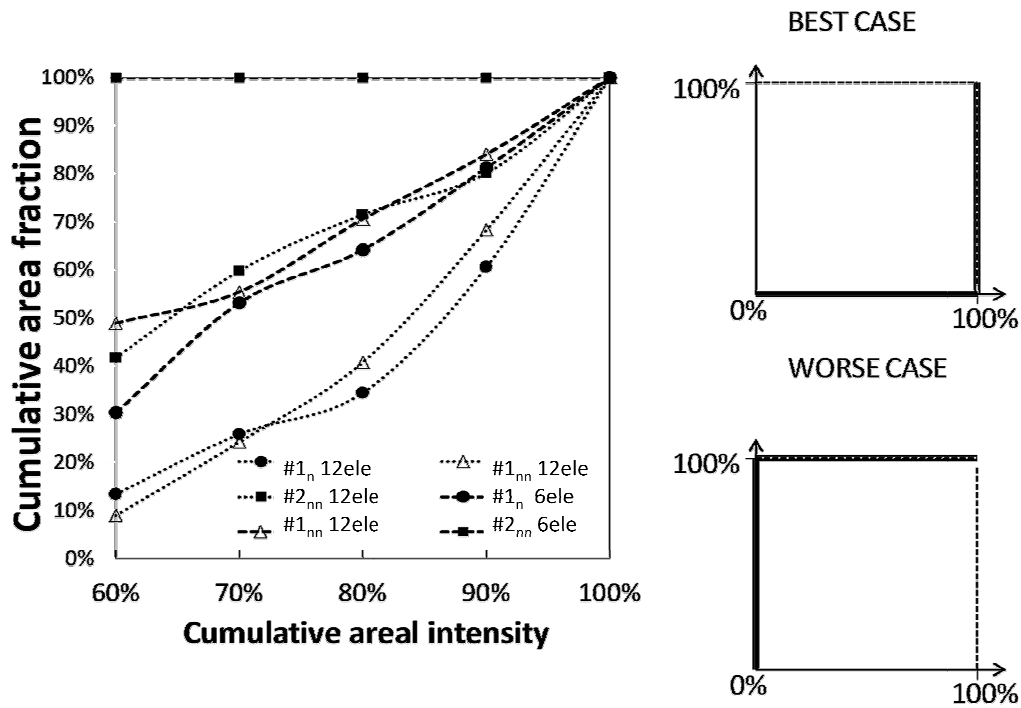 BEST CASE
100%
0%
100%
WORSE CASE
100%
0%
100%
Cumulative area fraction
100%
90%
80%
70%
60%
50%
40%
30%
20%
10%
0%
#1n 12ele
#1nn 12ele
#2nn 12ele
#1n 6ele
#1nn 12ele
#2nn 6ele
60%
70%
80%
90%
100%
Cumulative areal intensity